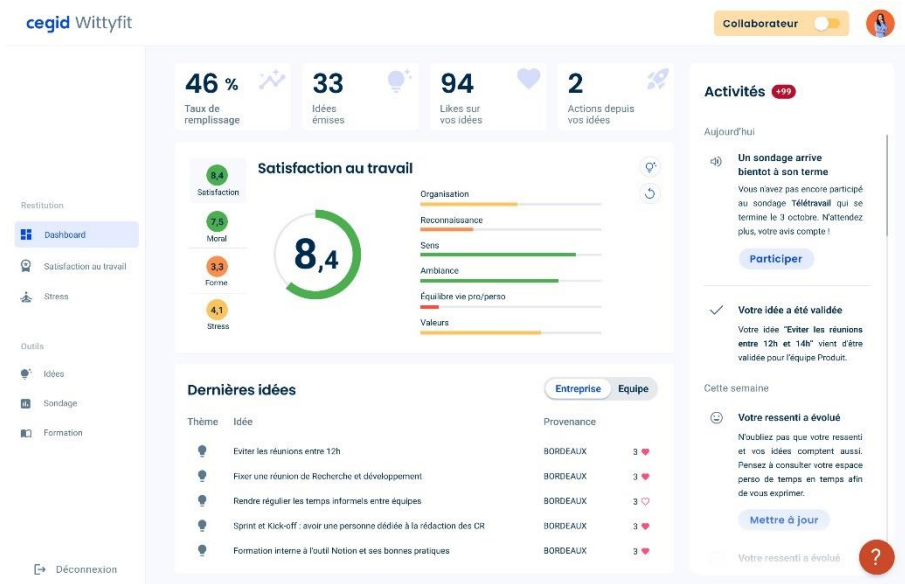 cegid Wittyfit
Collaborateur
Restitution
Dashboard
Satisfaction au travail
Stress
Outils
Idées
Sondage
Formation
Déconnexion
46 %
Taux de
remplissage
33
Idées
émises
94
Likes sur
vos idées
2
Actions depuis
vos idées
8,4
Satisfaction
7,5
Moral
3,3
Forme
4,1
Stress
Satisfaction au travail
8,4
Organisation
Reconnaissance
Sens
Ambiance
Équilibre vie pro/perso
Valeurs
Dernières idées
Entreprise Equipe
Thème Idée Provenance
Eviter les réunions entre 12h BORDEAUX 3
Fixer une réunion de Recherche et développement BORDEAUX 3
Rendre régulier les temps informels entre équipes BORDEAUX 3
Sprint et Kick-off : avoir une personne dédiée à la rédaction des CR BORDEAUX 3
Formation interne à l'outil Notion et ses bonnes pratiques BORDEAUX 3
Activités +99
Aujourd'hui
Un sondage arrive
bientôt à son terme
Vous n'avez pas encore participé
au sondage Télétravail qui se
termine le 3 octobre. N'attendez
plus, votre avis compte !
Participer
Votre idée a été validée
Votre idée "Eviter les réunions
entre 12h et 14h" vient d'être
validée pour l'équipe Produit.
Cette semaine
Votre ressenti a évolué
N'oubliez pas que votre ressenti
et vos idées comptent aussi.
Pensez à consulter votre espace
perso de temps en temps afin
de vous exprimer.
Mettre à jour
Votre ressenti a évolué
?